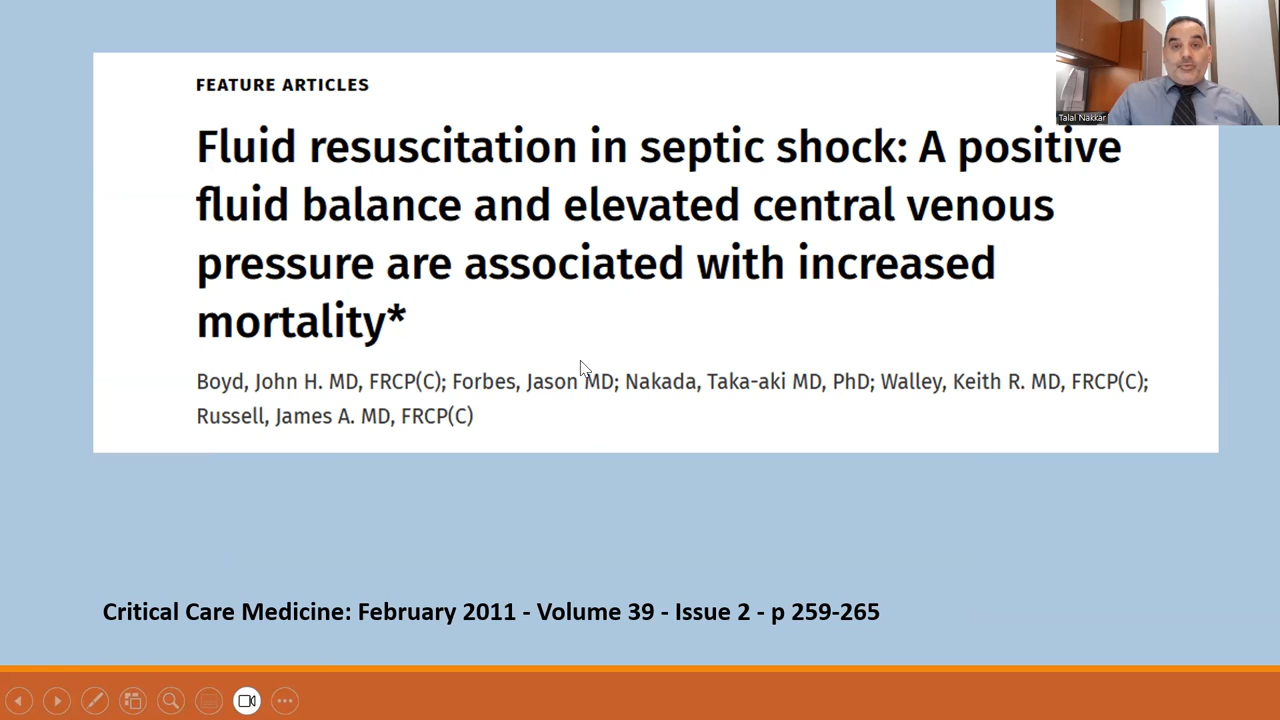 FEATURE ARTICLES
Fluid resuscitation in septic shock: A positive
fluid balance and elevated central venous
pressure are associated with increased
mortality*
Boyd, John H. MD, FRCP(C); Forbes, Jason MD; Nakada, Taka-aki MD, PhD; Walley, Keith R. MD, FRCP(C);
Russell, James A. MD, FRCP(C)
Talal Nakkar
Critical Care Medicine: February 2011 - Volume 39 - Issue 2 - p 259-265